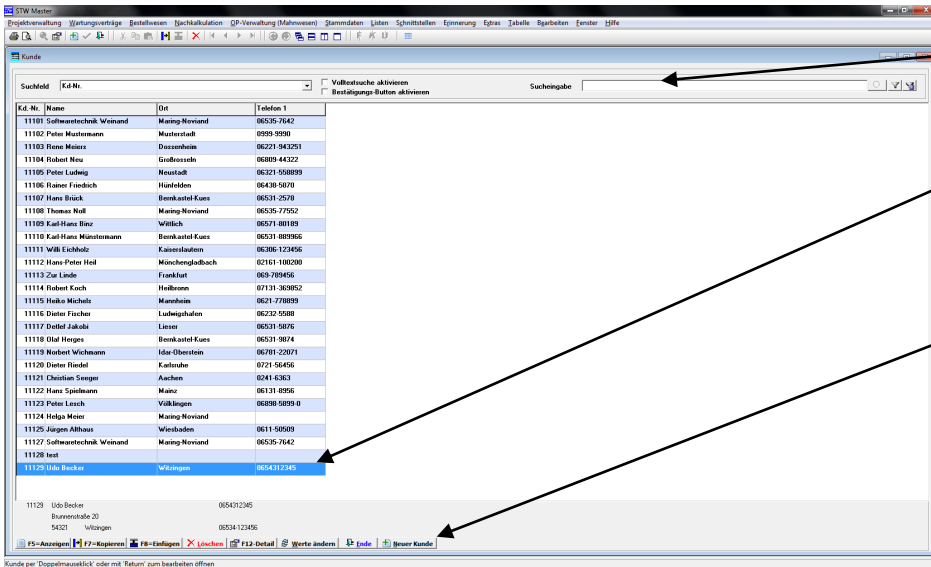 STW Master
Projektverwaltung Wartungsverträge Bestellwesen Nachkalkulation OP-Verwaltung (Mahnwesen) Stammdaten Listen Schnittstellen Erinnerung Extras Tabelle Bearbeiten Fenster Hilfe
Kunde
Suchfeld Kd-Nr. Volltextsuche aktivieren Sucheingabe
Bestätigungs-Button aktivieren
Kd.-Nr. Name Ort Telefon 1
11101 Softwaretechnik Weinand Maring-Noviand 06535-7642
11102 Peter Mustermann Musterstadt 0999-9990
11103 Rene Meiers Dossenheim 06221-943251
11104 Robert Neu Großrosseln 06809-44322
11105 Peter Ludwig Neustadt 06321-558899
11106 Rainer Friedrich Hünfelden 06438-5870
11107 Hans Brück Bernkastel-Kues 06531-2578
11108 Thomas Noll Maring-Noviand 06535-77552
11109 Karl-Hans Binz Wittlich 06571-80189
11110 Karl-Hans Münstermann Bernkastel-Kues 06531-889966
11111 Willi Eichholz Kaiserslautern 06306-123456
11112 Hans-Peter Heil Mönchengladbach 02161-100200
11113 Zur Linde Frankfurt 069-789456
11114 Robert Koch Heilbronn 07131-369852
11115 Heiko Michels Mannheim 0621-778899
11116 Dieter Fischer Ludwigshafen 06232-5588
11117 Detlef Jakobi Lieser 06531-5876
11118 Olaf Herges Bernkastel-Kues 06531-9874
11119 Norbert Wichmann Idar-Oberstein 06781-22071
11120 Dieter Riedel Karlsruhe 0721-56456
11121 Christian Seeger Aachen 0241-6363
11122 Hans Spielmann Mainz 06131-8956
11123 Peter Lesch Völklingen 06898-5899-0
11124 Helga Meier Maring-Noviand
11125 Jürgen Althaus Wiesbaden 0611-50509
11127 Softwaretechnik Weinand Maring-Noviand 06535-7642
11128 test
11129 Udo Becker Witzingen 0654312345
11129 Udo Becker 0654312345
Brunnenstraße 20
54321 Witzingen 06534-123456
F5=Anzeigen F7=Kopieren F8=Einfügen Löschen F12-Detail Werte ändern Ende Neuer Kunde
Kunde per 'Doppelmauseklick' oder mit 'Return' zum bearbeiten öffnen